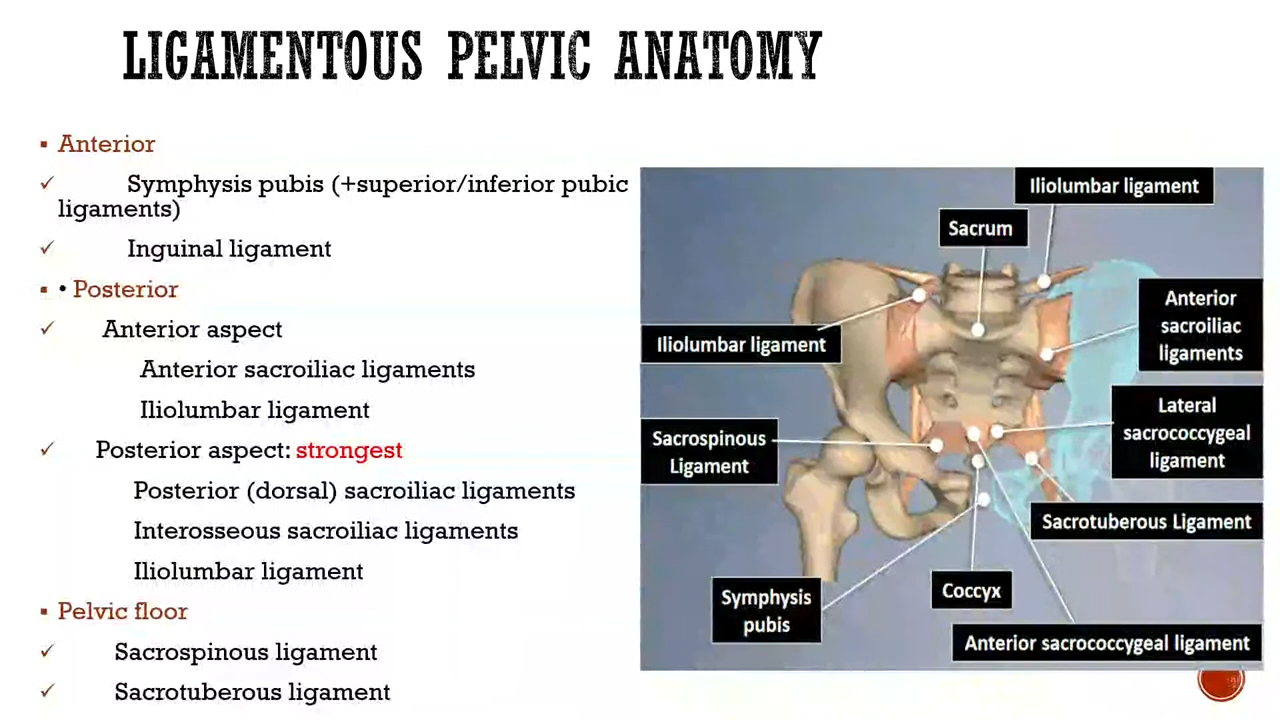 LIGAMENTOUS PELVIC ANATOMY
▪ Anterior
✓ Symphysis pubis (+superior/inferior pubic
ligaments)
✓ Inguinal ligament
▪ • Posterior
✓ Anterior aspect
Anterior sacroiliac ligaments
Iliolumbar ligament
✓ Posterior aspect: strongest
Posterior (dorsal) sacroiliac ligaments
Interosseous sacroiliac ligaments
Iliolumbar ligament
▪ Pelvic floor
✓ Sacrospinous ligament
✓ Sacrotuberous ligament
Iliolumbar ligament
Sacrum
Anterior
sacroiliac
ligaments
Iliolumbar ligament
Lateral
sacrococcygeal
ligament
Sacrospinous
Ligament
Sacrotuberous Ligament
Coccyx
Symphysis
pubis
Anterior sacrococcygeal ligament